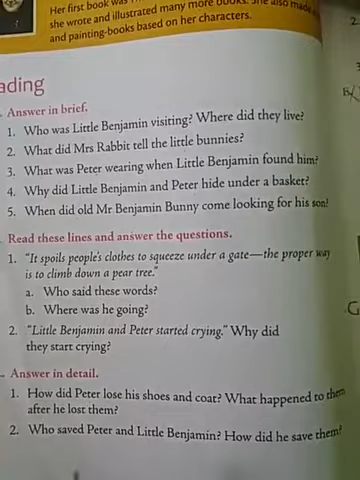 Her first book was
she wrote and illustrated many more books. She also made
and painting-books based on her characters.
2.
ading
Answer in brief.
1. Who was Little Benjamin visiting? Where did they live?
2. What did Mrs Rabbit tell the little bunnies?
3. What was Peter wearing when Little Benjamin found him?
4. Why did Little Benjamin and Peter hide under a basket?
5. When did old Mr Benjamin Bunny come looking for his son?
Read these lines and answer the questions.
1. "It spoils people's clothes to squeeze under a gate—the proper way
is to climb down a pear tree."
a. Who said these words?
b. Where was he going?
2. "Little Benjamin and Peter started crying." Why did
they start crying?
Answer in detail.
1. How did Peter lose his shoes and coat? What happened to them
after he lost them?
2. Who saved Peter and Little Benjamin? How did he save them?